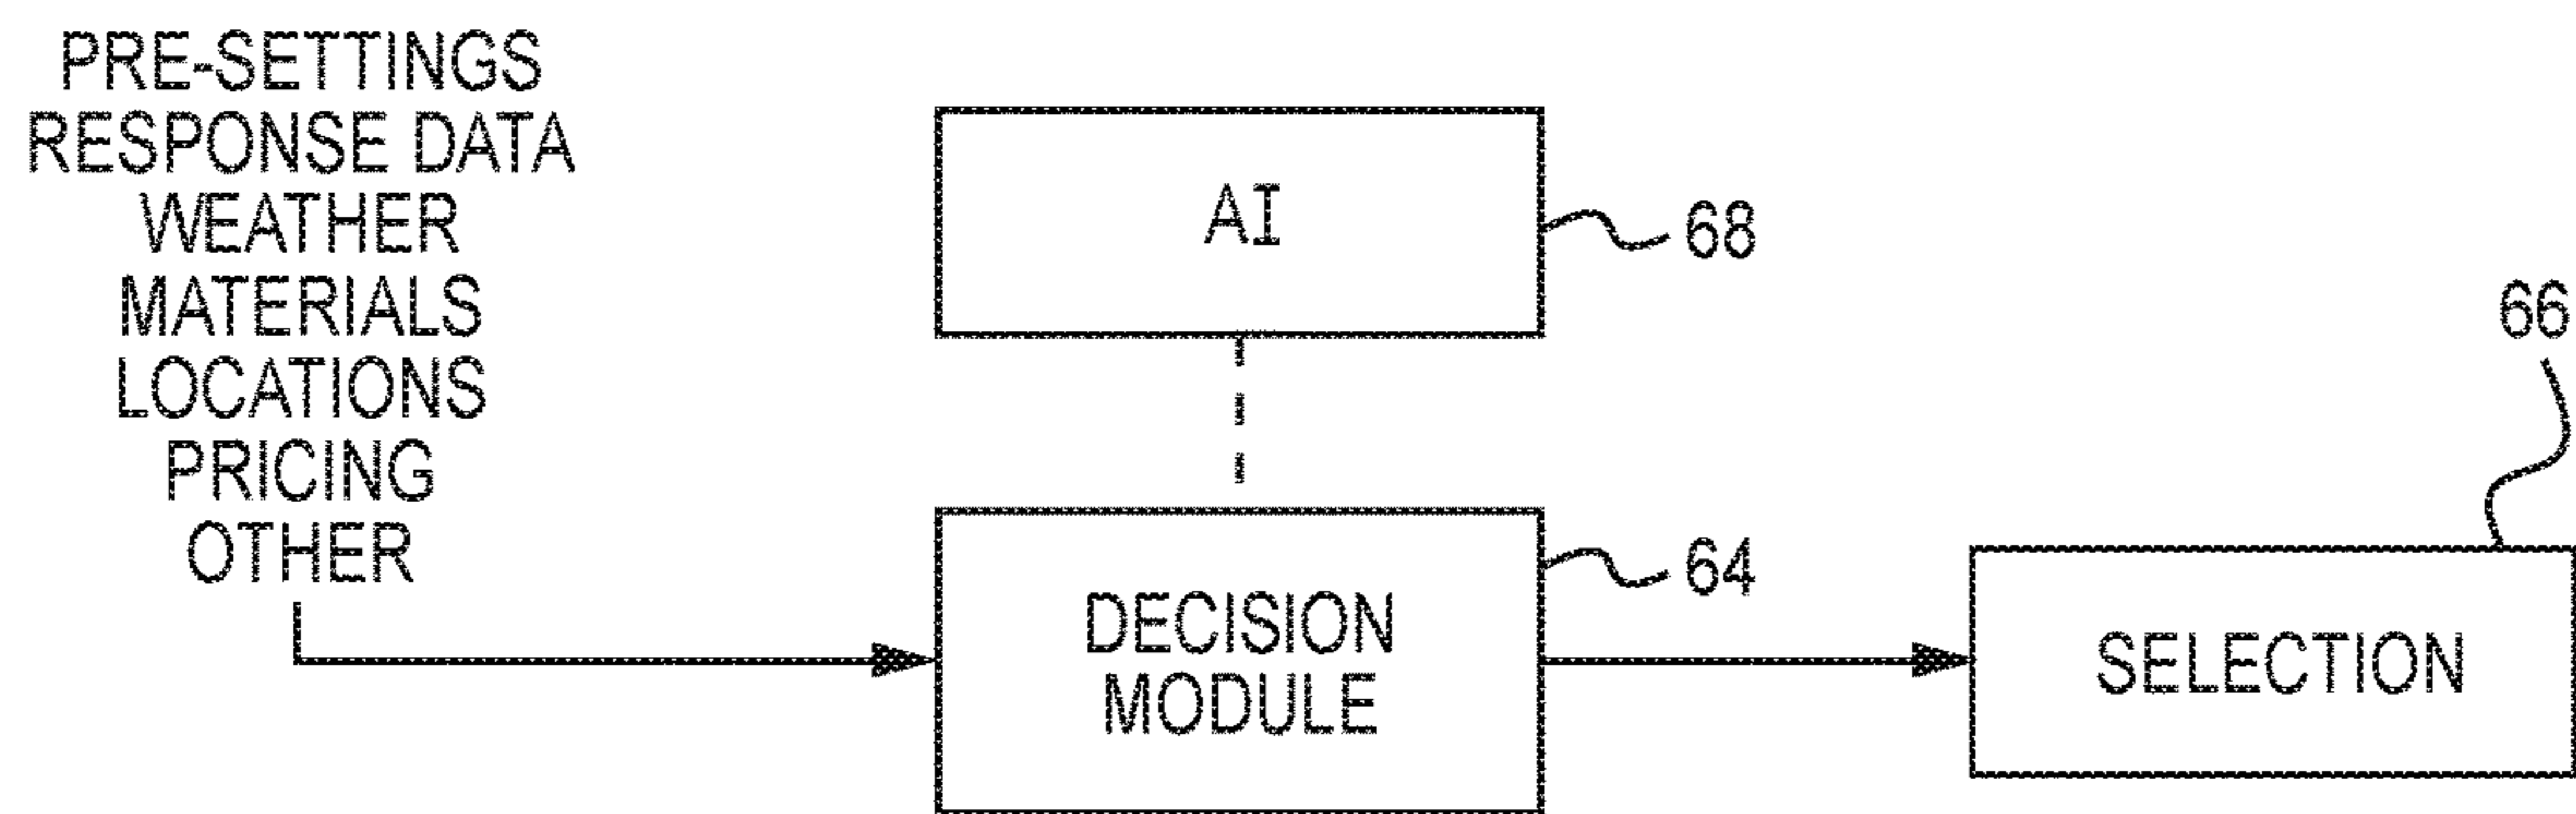 PRE-SETTINGS
RESPONSE DATA
WEATHER
MATERIALS
LOCATIONS
PRICING
OTHER
AI
68
66
64
DECISION
MODULE
SELECTION